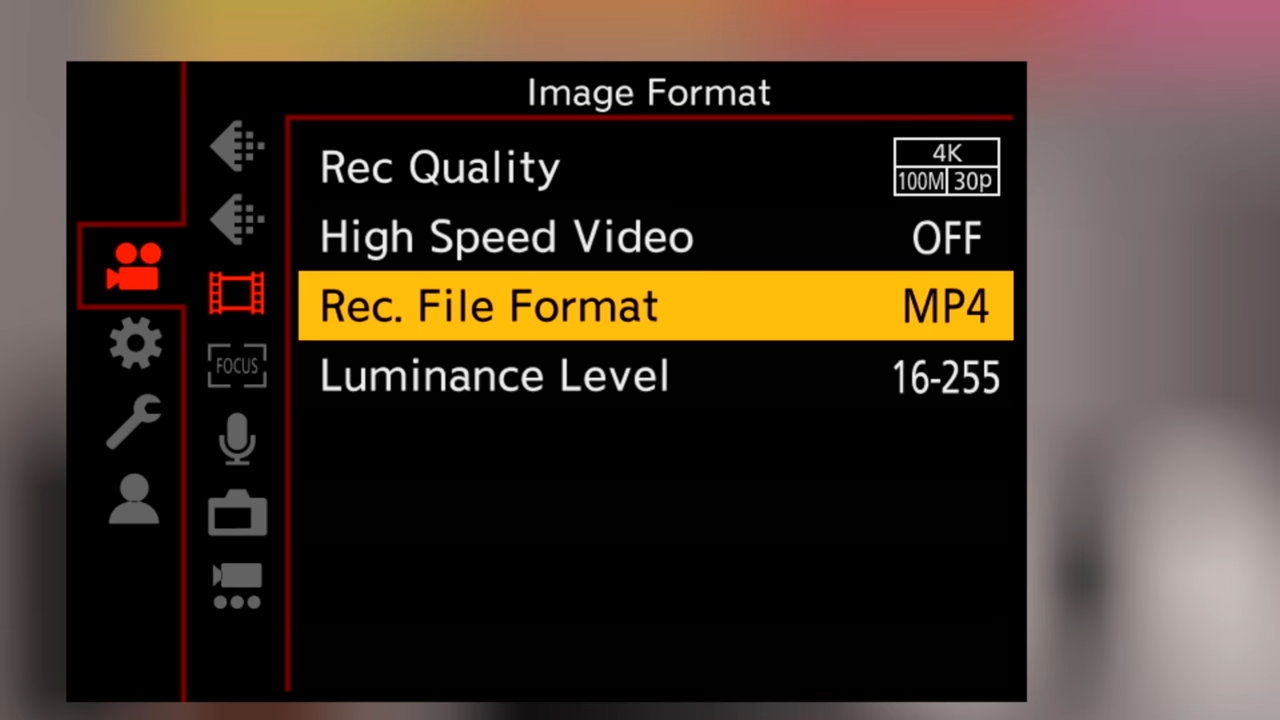 Image Format
Rec Quality 4K 100M 30p
High Speed Video OFF
Rec. File Format MP4
FOCUS
Luminance Level 16-255